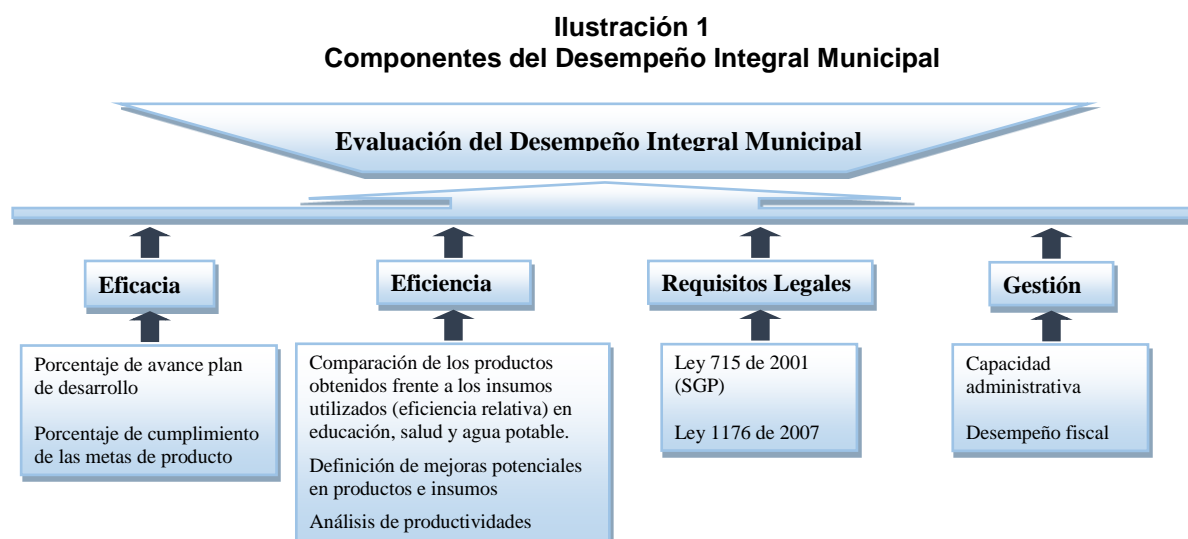 Ilustración 1
Componentes del Desempeño Integral Municipal
Evaluación del Desempeño Integral Municipal
Eficacia
Eficiencia
Requisitos Legales
Gestión
Porcentaje de avance plan
de desarrollo
Porcentaje de cumplimiento
de las metas de producto
Comparación de los productos
obtenidos frente a los insumos
utilizados (eficiencia relativa) en
educación, salud y agua potable.
Definición de mejoras potenciales
en productos e insumos
Análisis de productividades
Ley 715 de 2001
(SGP)
Ley 1176 de 2007
Capacidad
administrativa
Desempeño fiscal